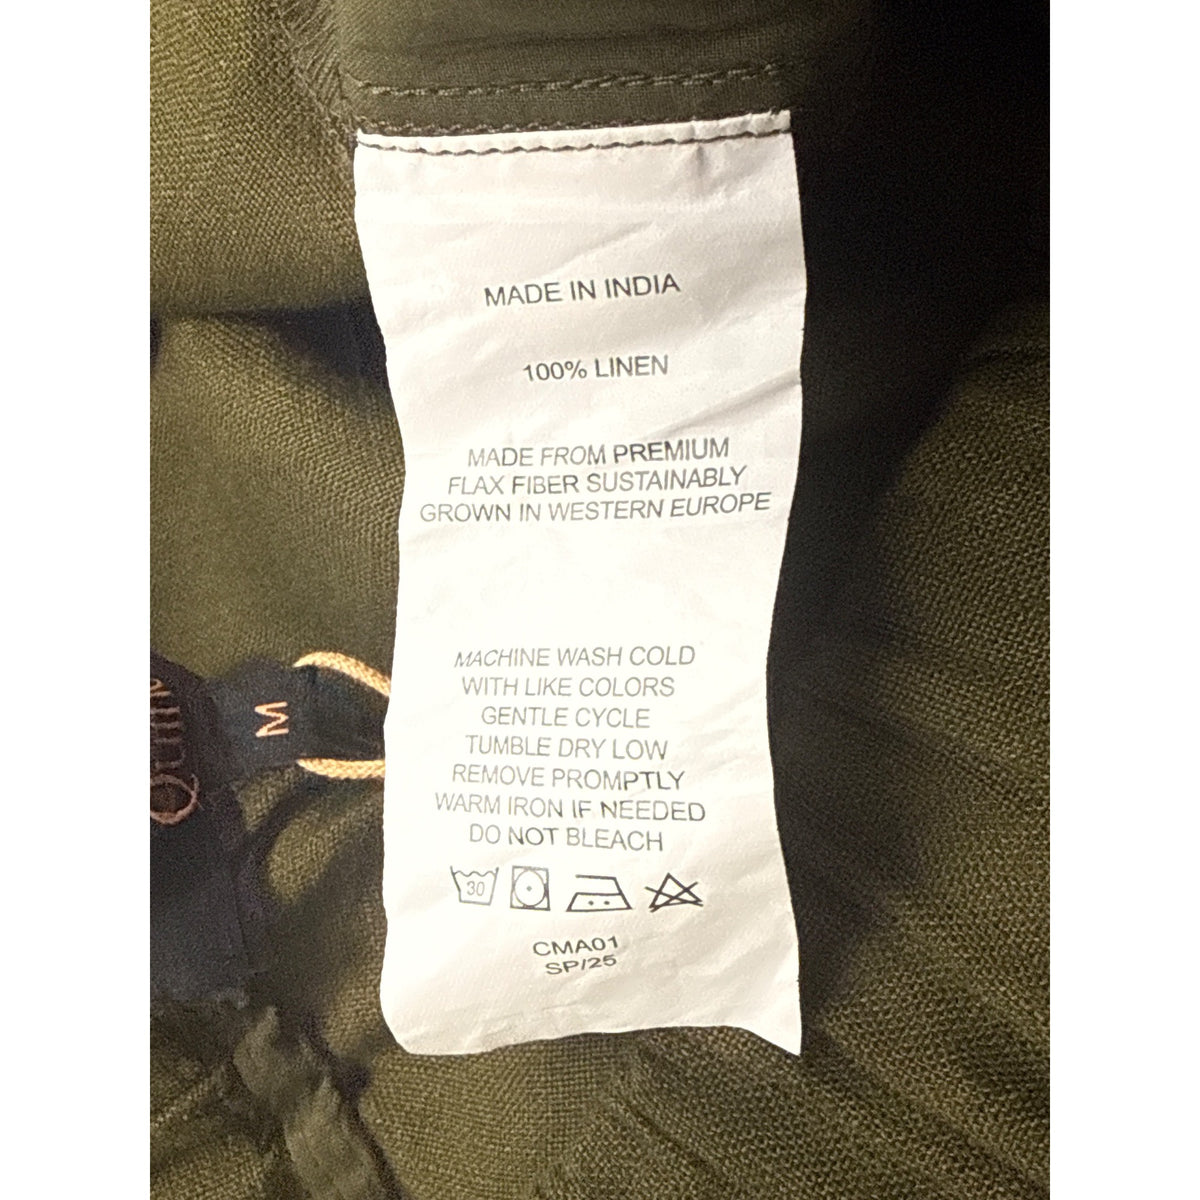 MADE IN INDIA
100% LINEN
MADE FROM PREMIUM
FLAX FIBER SUSTAINABLY
GROWN IN WESTERN EUROPE
MACHINE WASH COLD
WITH LIKE COLORS
GENTLE CYCLE
TUMBLE DRY LOW
REMOVE PROMPTLY
WARM IRON IF NEEDED
DO NOT BLEACH
30
CMA01
SP/25
M